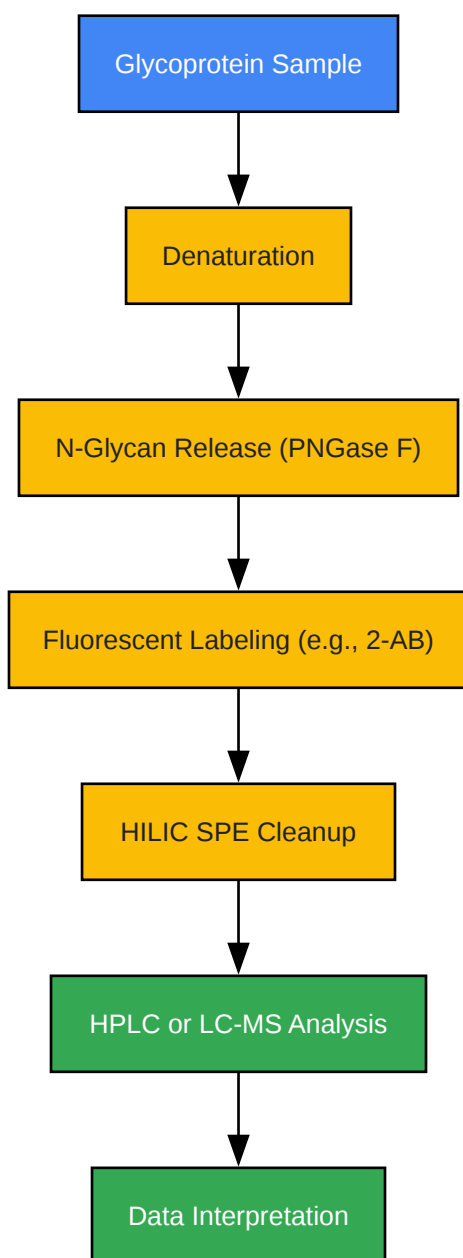 Glycoprotein Sample
Denaturation
N-Glycan Release (PNGase F)
Fluorescent Labeling (e.g., 2-AB)
HILIC SPE Cleanup
HPLC or LC-MS Analysis
Data Interpretation